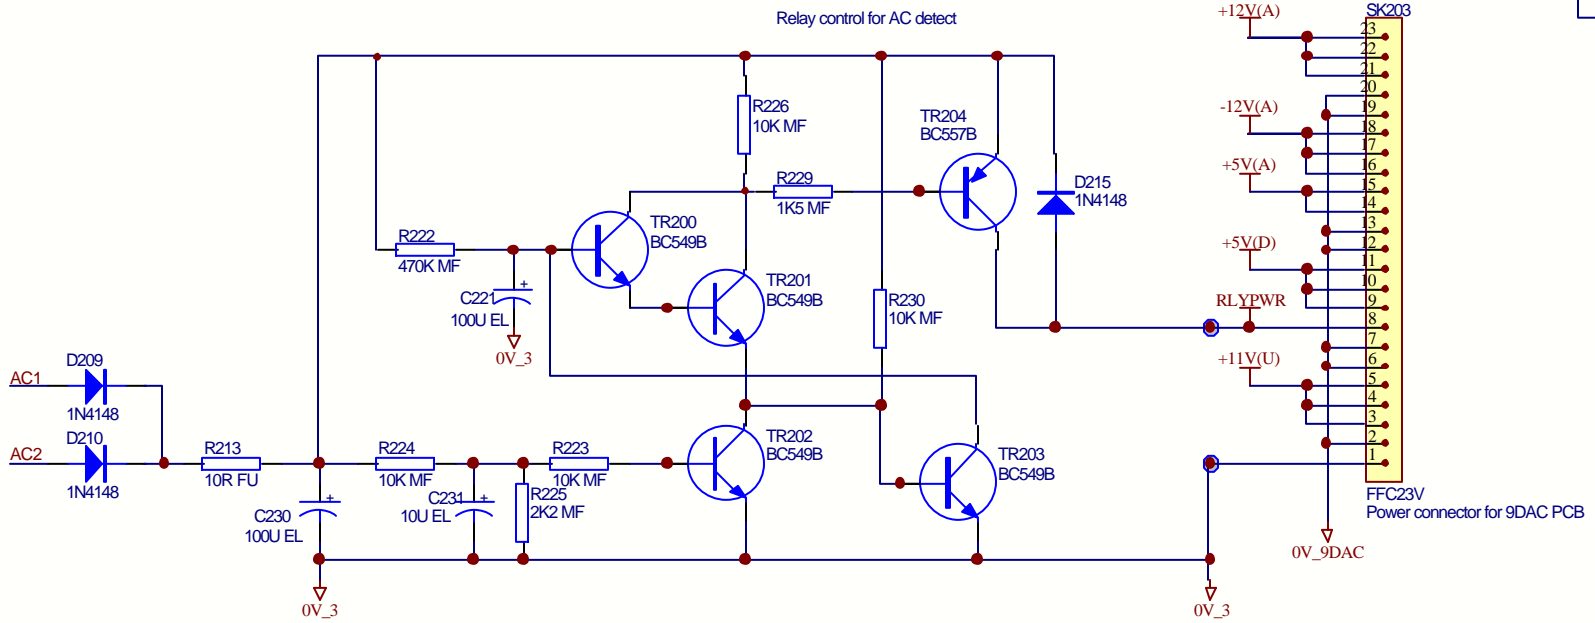 Relay control for AC detect
+12V(A)
SK203
23
22
21
20
19
18
17
16
15
14
13
12
11
10
9
8
7
6
5
4
3
2
1
-12V(A)
+5V(A)
+5V(D)
RLYPWR
+11V(U)
FFC23V
Power connector for 9DAC PCB
0V_9DAC
R226
10K MF
TR204
BC557B
R229
1K5 MF
D215
1N4148
TR200
BC549B
R222
470K MF
TR201
BC549B
C221
+
100U EL
0V_3
R230
10K MF
D209
AC1
1N4148
D210
AC2
1N4148
R213
10R FU
R224
10K MF
R223
10K MF
TR202
BC549B
TR203
BC549B
C230
+
100U EL
C231
+
10U EL
R225
2K2 MF
0V_3
0V_3